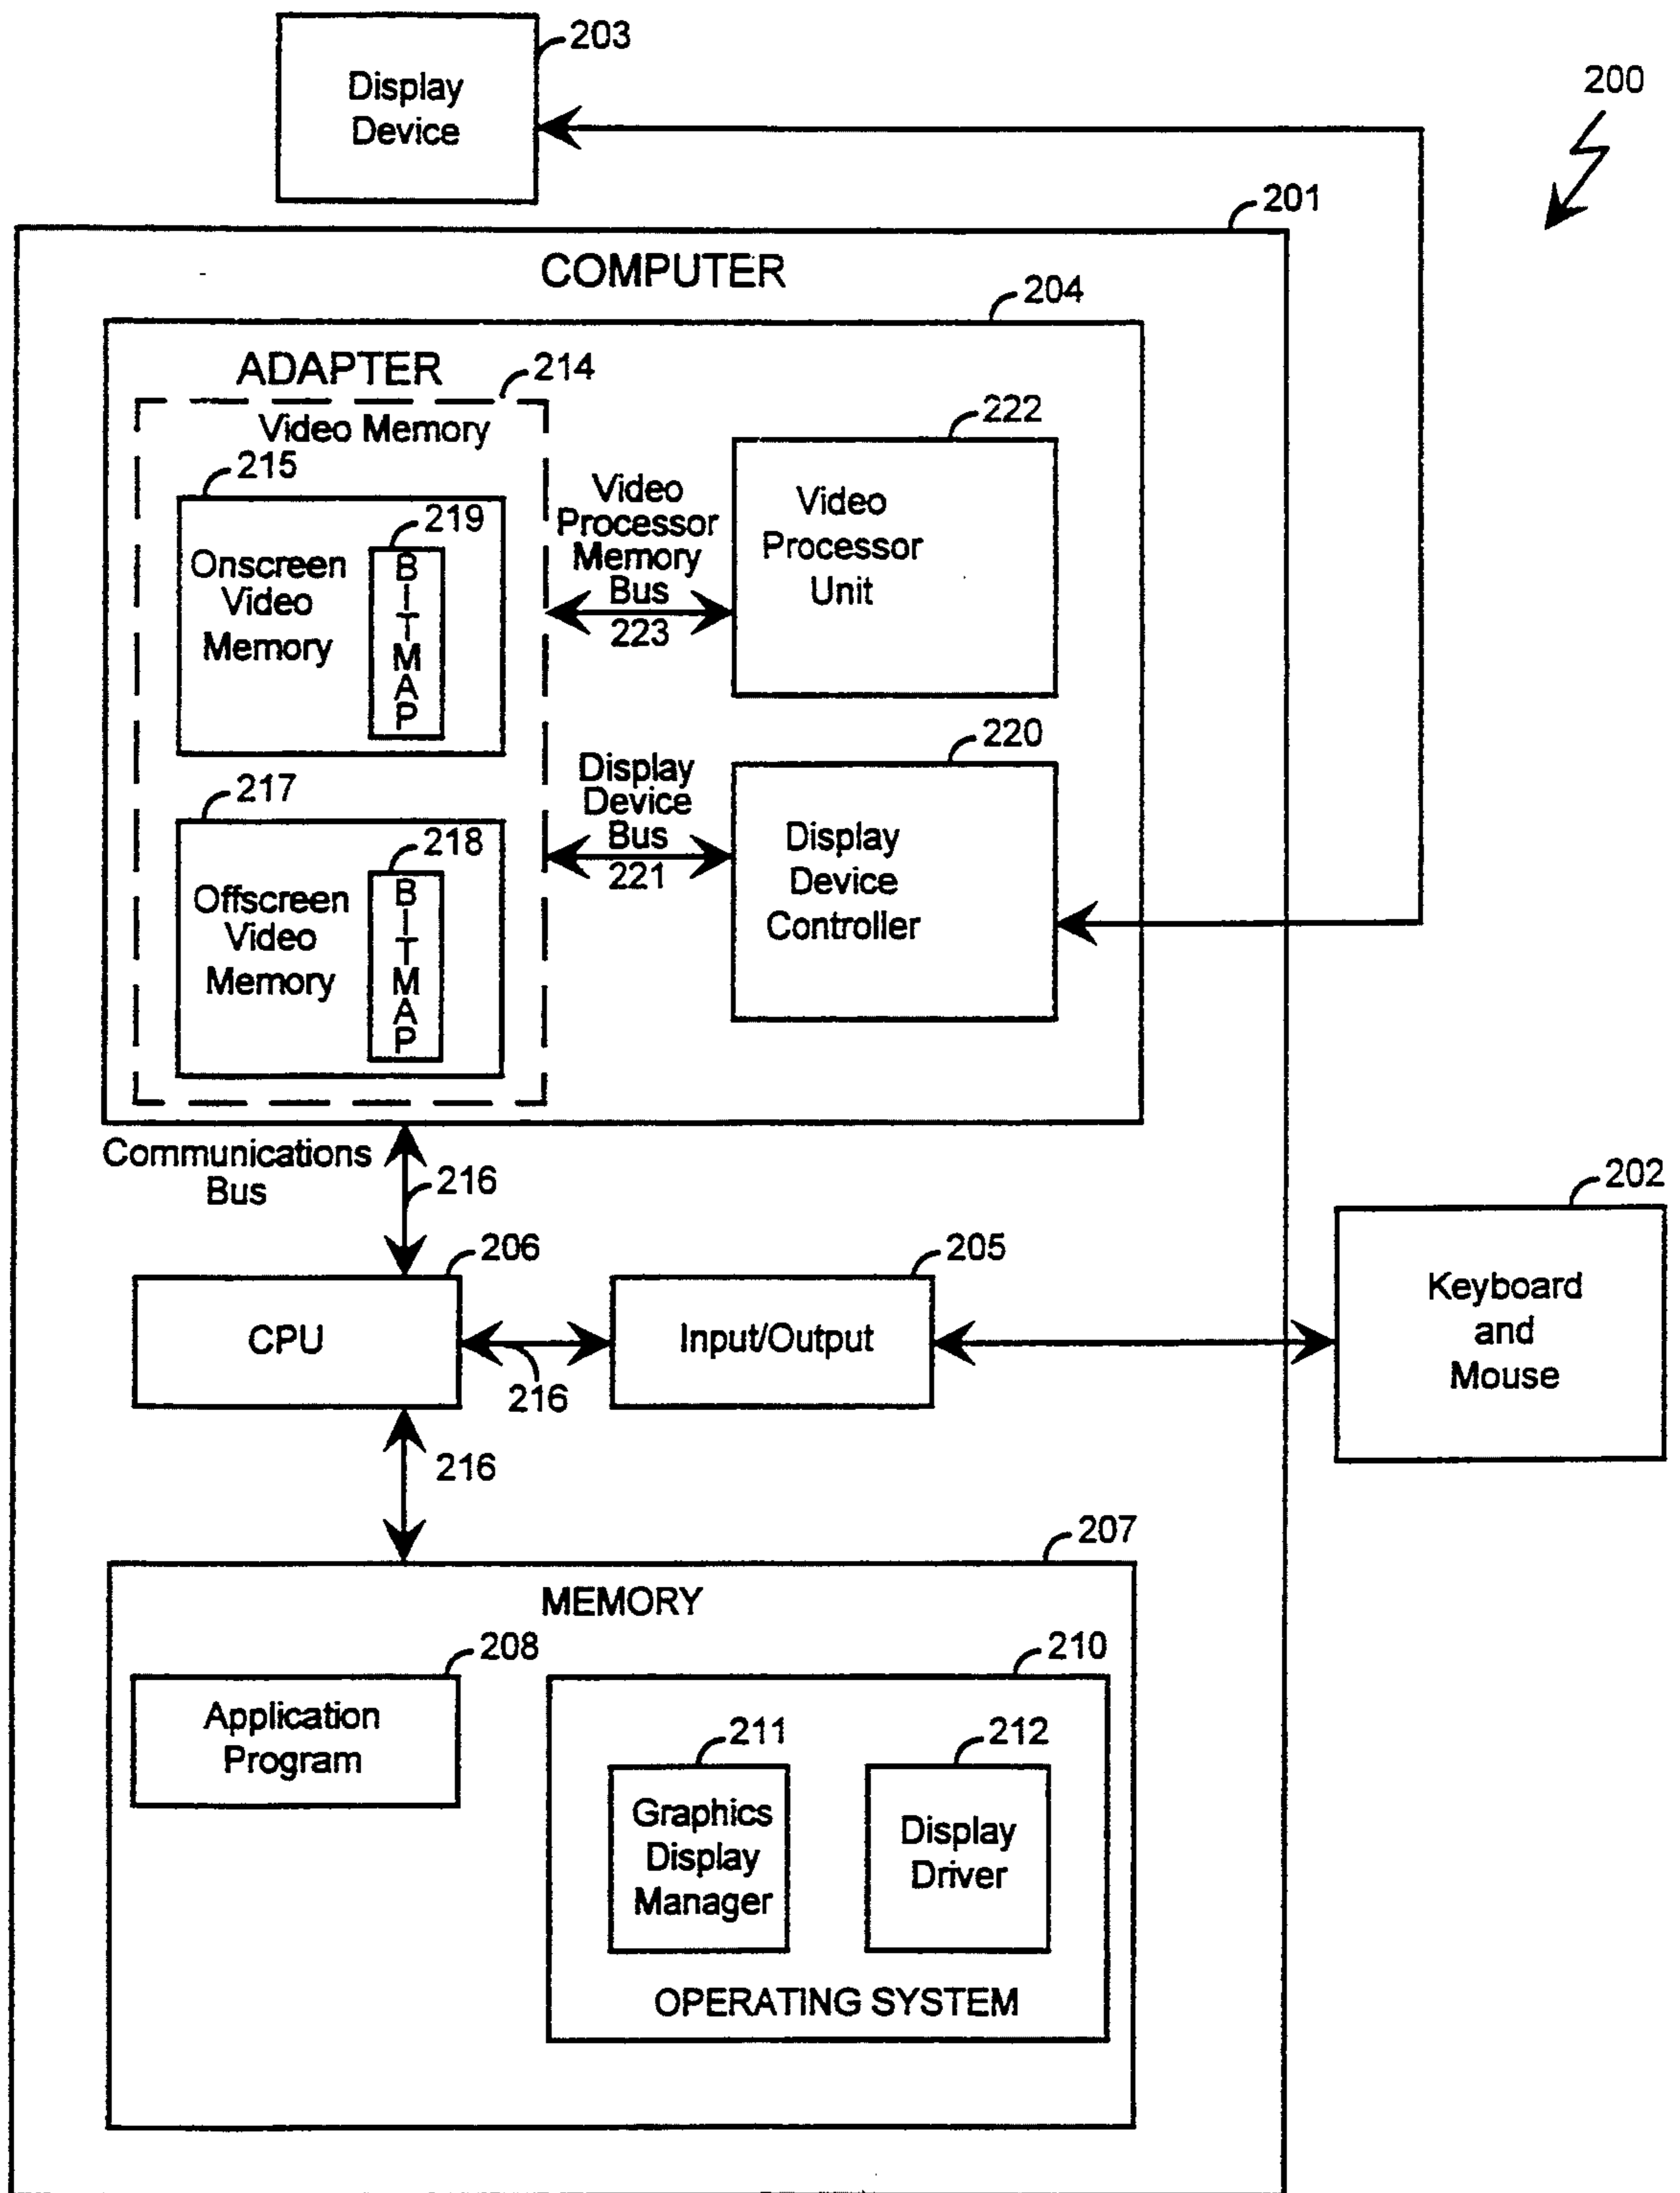 203
Display
Device
200
201
COMPUTER
204
ADAPTER
214
Video Memory
222
215
219
Onscreen
Video
Memory
BITMAP
Video
Processor
Memory
Bus
223
Video
Processor
Unit
220
217
218
Offscreen
Video
Memory
BITMAP
Display
Device
Bus
221
Display
Device
Controller
Communications
Bus
216
202
206
205
CPU
216
Input/Output
Keyboard
and
Mouse
216
207
MEMORY
208
Application
Program
210
211
212
Graphics
Display
Manager
Display
Driver
OPERATING SYSTEM